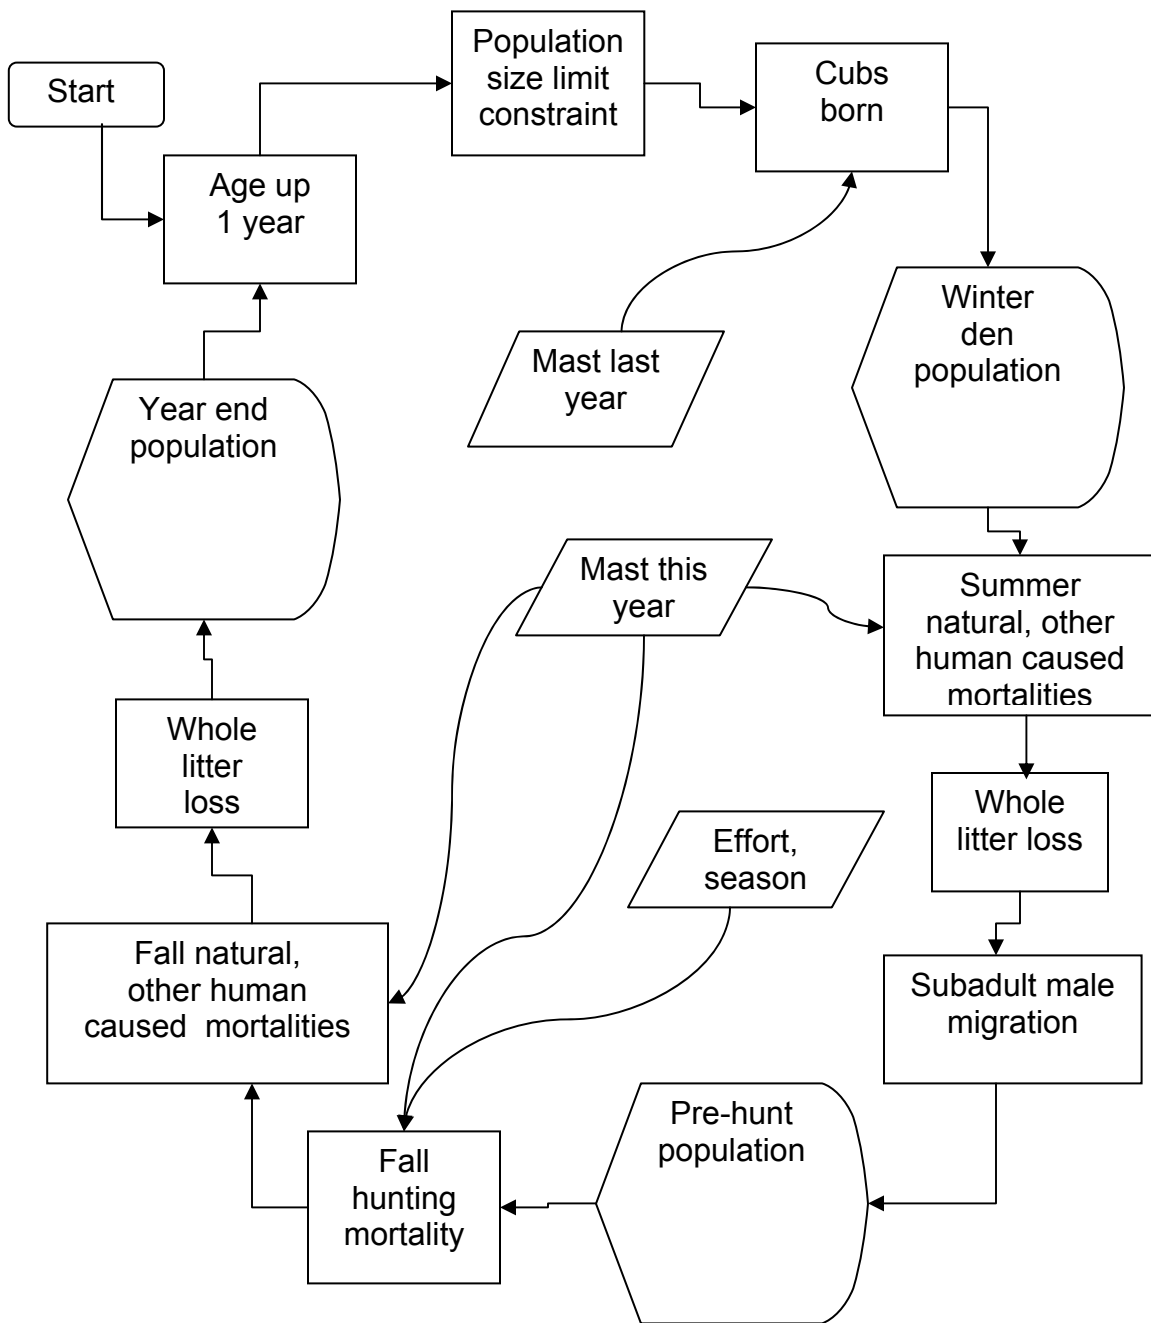 Start
Age up
1 year
Population
size limit
constraint
Cubs
born
Mast last
year
Winter
den
population
Year end
population
Mast this
year
Summer
natural, other
human caused
mortalities
Whole
litter
loss
Whole
litter loss
Effort,
season
Fall natural,
other human
caused mortalities
Subadult male
migration
Pre-hunt
population
Fall
hunting
mortality